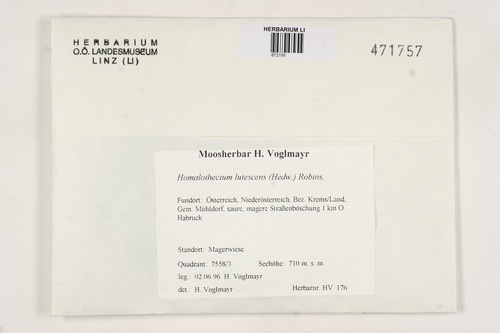 HERBARIUM
O.Ö. LANDESMUSEUM
LINZ (LI)
HERBARIUM LI
872195
471757
Moosherbar H. Voglmayr
Homalothecium lutescens (Hedw.) Robins.
Fundort: Österreich, Niederösterreich, Bez. Krems/Land,
Gem. Mühldorf, saure, magere Straßenböschung 1 km O
Habruck
Standort: Magerwiese
Quadrant: 7558/3 Seehöhe: 710 m. s. m.
leg.: 02.06.96 H. Voglmayr
det.: H. Voglmayr Herbarnr. HV 176